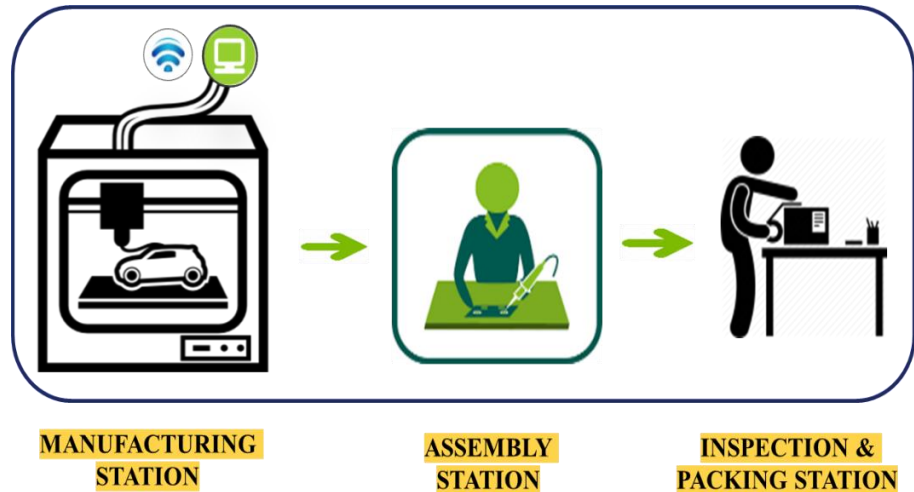 MANUFACTURING
STATION
ASSEMBLY
STATION
INSPECTION &
PACKING STATION